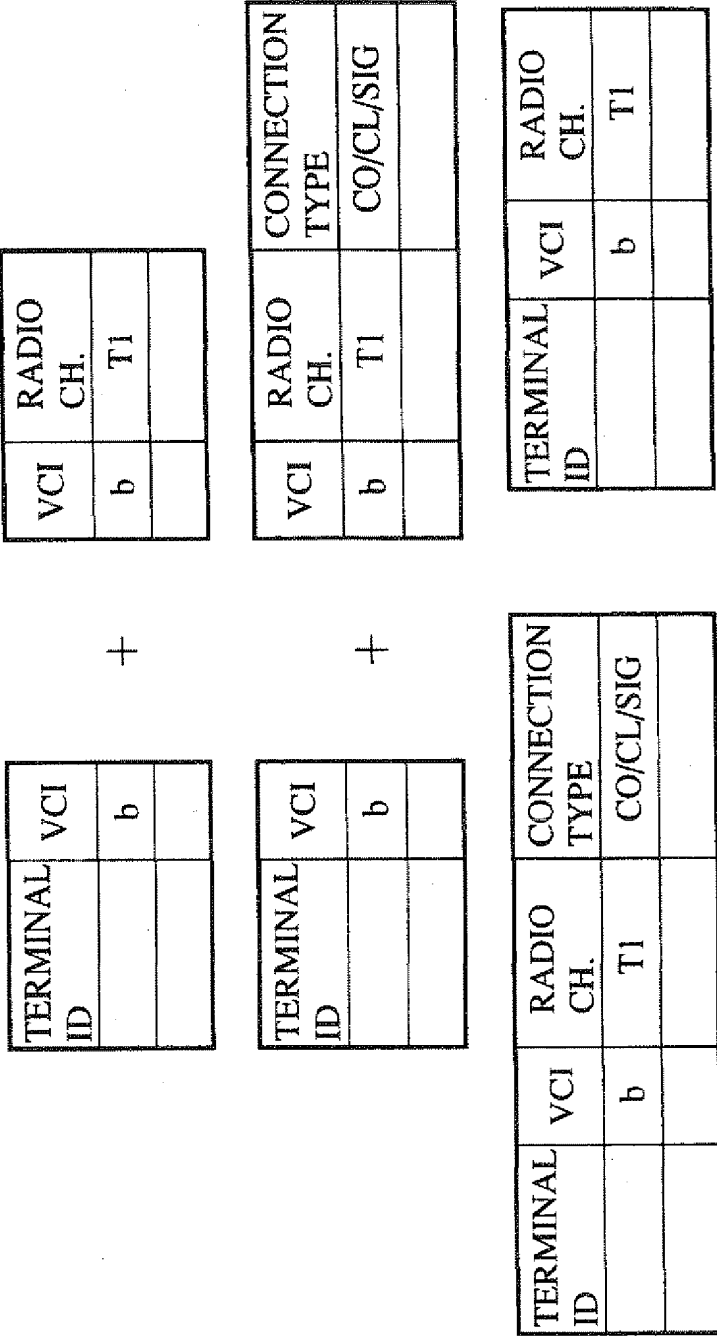 TERMINAL ID VCI
b
+
VCI RADIO CH.
b T1
TERMINAL ID VCI
b
+
VCI RADIO CH. CONNECTION TYPE
b T1 CO/CL/SIG
TERMINAL ID VCI RADIO CH. CONNECTION TYPE
b T1 CO/CL/SIG
TERMINAL ID VCI RADIO CH.
b T1